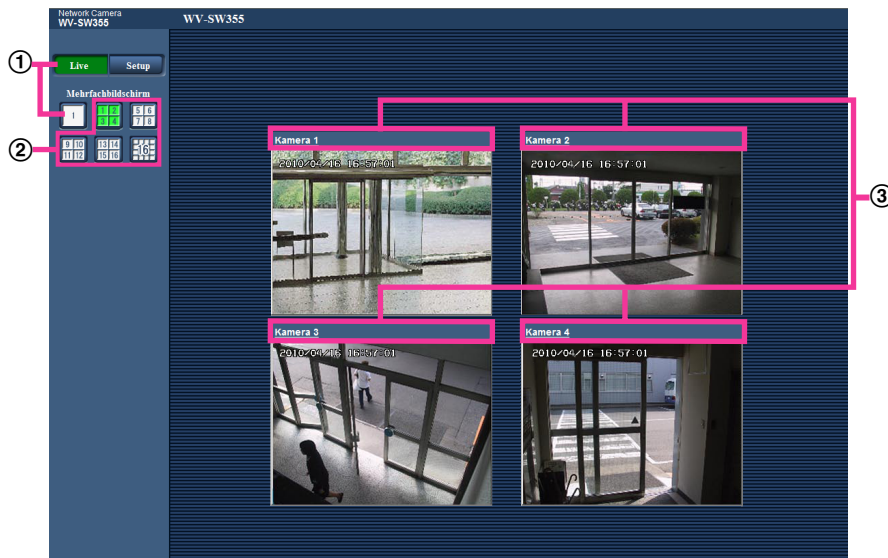 Network Camera
WV-SW355
WV-SW355
①
Live
Setup
Mehrfachbildschirm
1
1 2
3 4
5 6
7 8
②
9 10
11 12
13 14
15 16
16
③
Kamera 1
Kamera 2
2010/04/16 16:57:01
2010/04/16 16:57:01
Kamera 3
Kamera 4
2010/04/16 16:57:01
2010/04/16 16:57:01